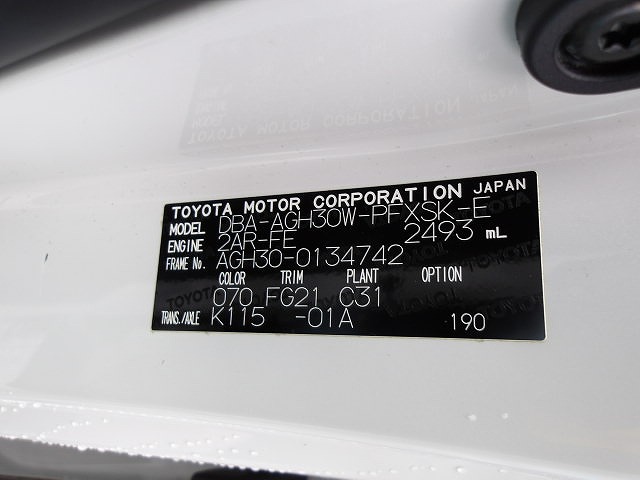 TOYOTA MOTOR CORPORATION JAPAN
MODEL DBA-AGH30W-PFXSK-E
ENGINE 2AR-FE 2493 mL
FRAME No. AGH30-0134742
COLOR TRIM PLANT OPTION
070 FG21 C31
TRANS./AXLE K115 -01A 190